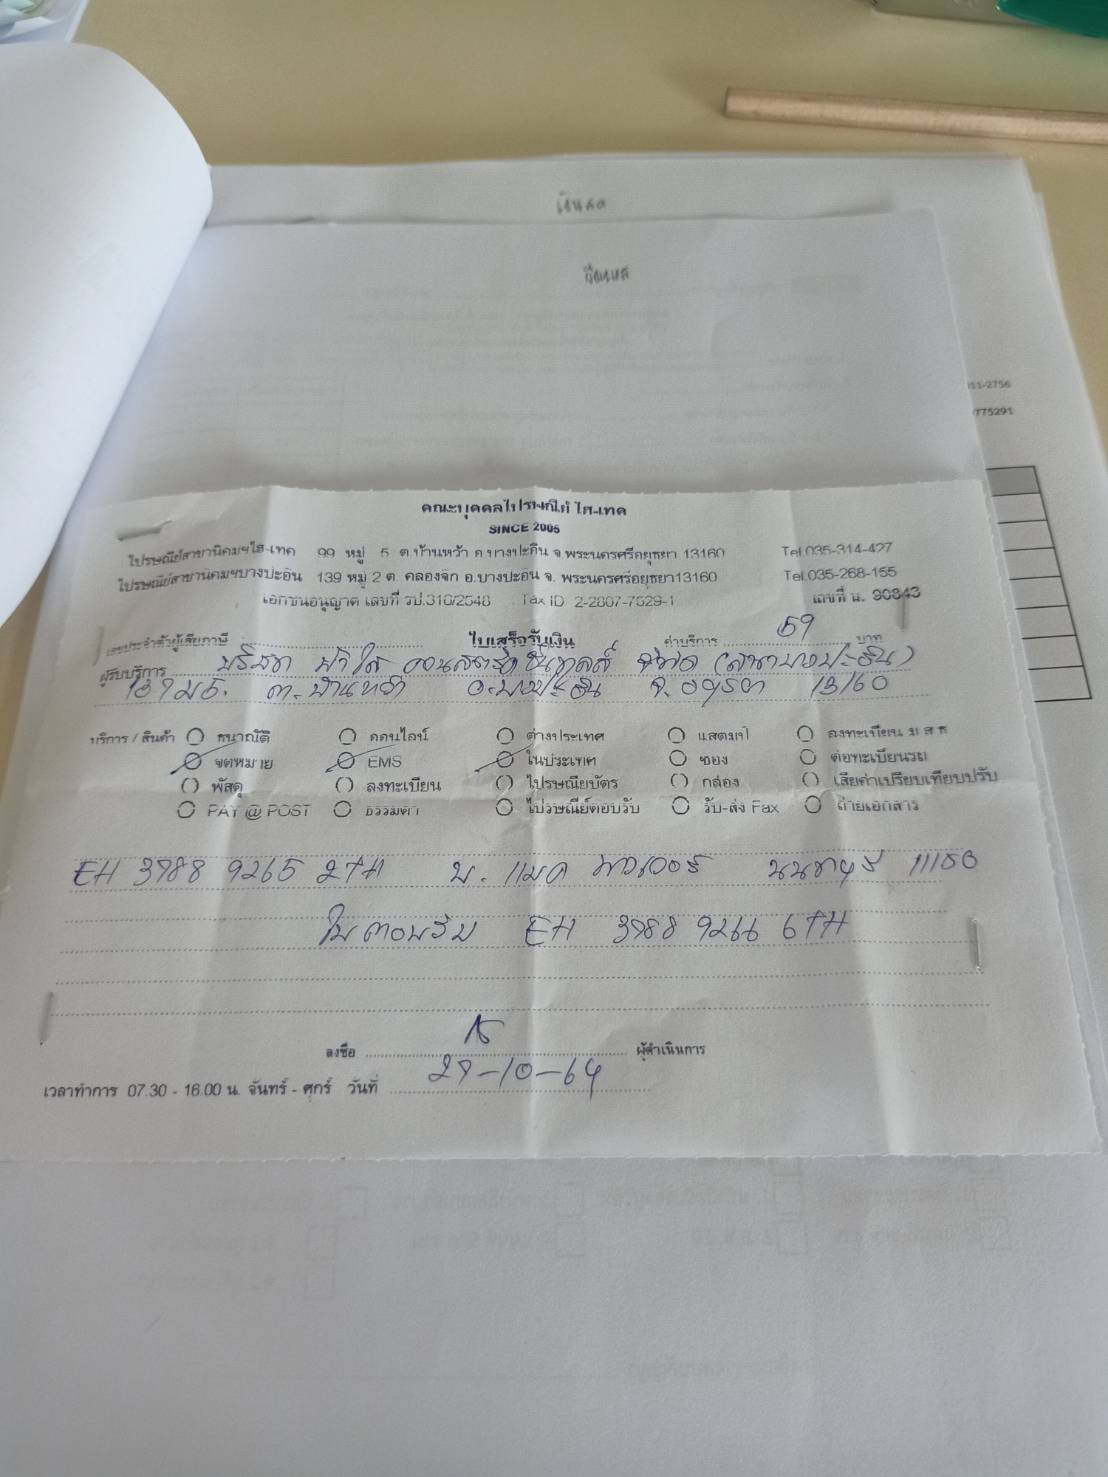 เงินสด
011-2756
775291
คณะบุคคลไปรษณีย์ ไฮ-เทค
SINCE 2005
ไปรษณีย์สาขานิคมฯไฮ-เทค 99 หมู่ 5 ต.บ้านหว้า อ.บางปะอิน จ.พระนครศรีอยุธยา 13160 Tel.035-314-427
ไปรษณีย์สาขานิคมฯบางปะอิน 139 หมู่ 2 ต. คลองจิก อ.บางปะอิน จ. พระนครศรีอยุธยา13160 Tel.035-268-155
เอกชนอนุญาต เลขที่ รป.310/2548 Tax ID 2-2807-7529-1 เลขที่ น. 90843
เลขประจำตัวผู้เสียภาษี ใบเสร็จรับเงิน ค่าบริการ 59 บาท
ผู้รับบริการ บริษัท ฟ้าใส จำกัด (สาขาบางปะอิน)
ม.5. ต.บ้านหว้า อ.บางปะอิน จ.อยุธยา 13160
บริการ / สินค้า ธนาณัติ ออนไลน์ ต่างประเทศ แสตมป์ ลงทะเบียน ม ส ท
จดหมาย EMS ในประเทศ ซอง ต่อทะเบียนรถ
พัสดุ ลงทะเบียน ไปรษณียบัตร กล่อง เสียค่าเปรียบเทียบปรับ
PAY @ POST ธรรมดา ไปรษณีย์ตอบรับ รับ-ส่ง Fax ถ่ายเอกสาร
EH 3988 9265 2TH บ. แมค พาวเวอร์ นนทบุรี 11150
ใบตอบรับ EH 3988 9266 6TH
ลงชื่อ ผู้ดำเนินการ
เวลาทำการ 07.30 - 16.00 น. จันทร์ - ศุกร์ วันที่ 29-10-64